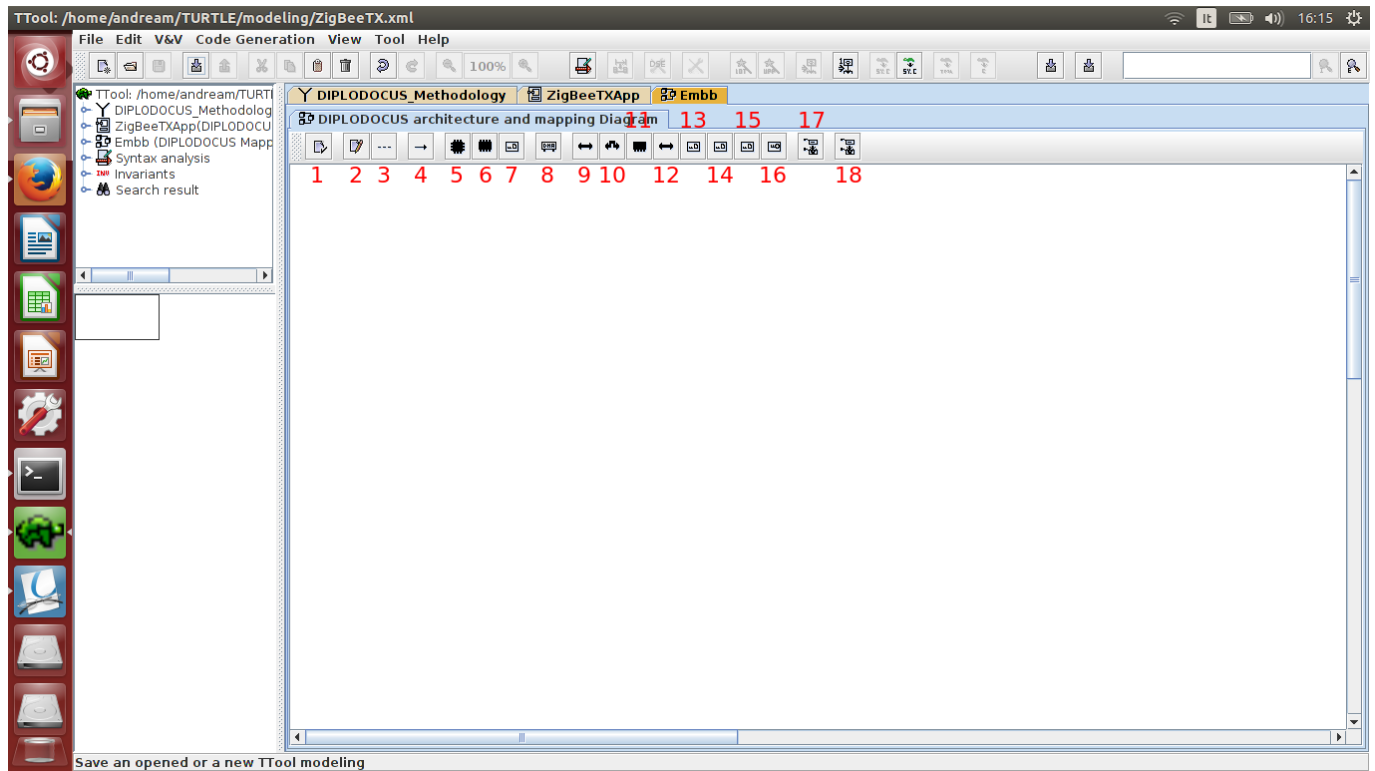 TTool: /home/andream/TURTLE/modeling/ZigBeeTX.xml It 16:15
File Edit V&V Code Generation View Tool Help
100%
TTool: /home/andream/TURT
DIPLODOCUS_Methodolog
ZigBeeTXApp(DIPLODOCU
Embb (DIPLODOCUS Mapp
Syntax analysis
Invariants
Search result
DIPLODOCUS_Methodology ZigBeeTXApp Embb
DIPLODOCUS architecture and mapping Diagram
11 13 15 17
1 2 3 4 5 6 7 8 9 10 12 14 16 18
Save an opened or a new TTool modeling